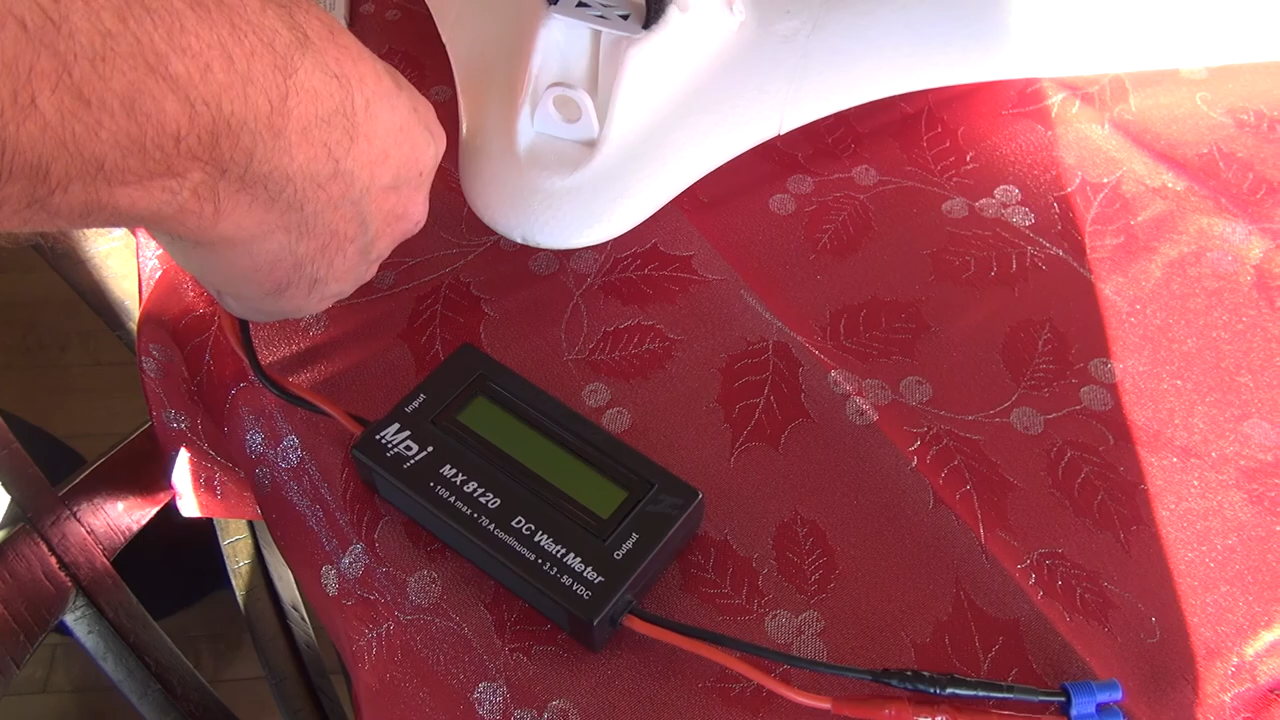 Input
MPi
MX 8120 DC Watt Meter
• 100 A max • 70 A continuous • 3.3 - 50 VDC
Output